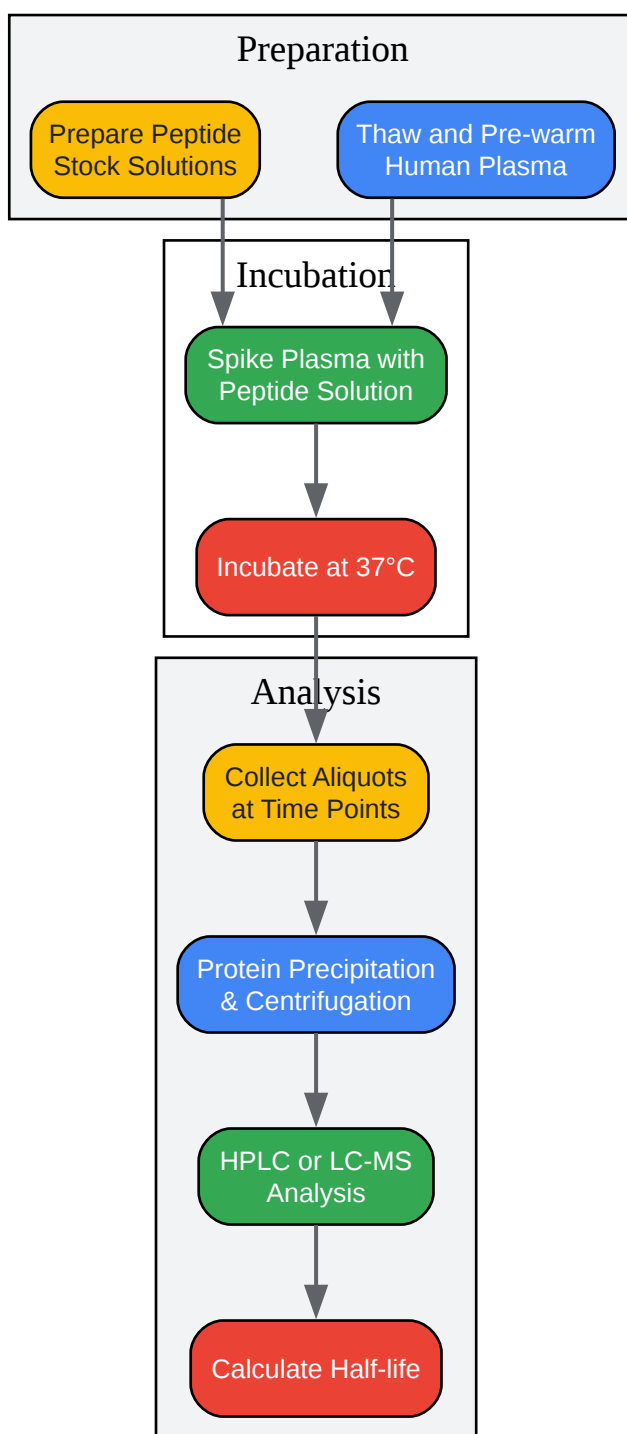 Preparation
Prepare Peptide
Stock Solutions
Thaw and Pre-warm
Human Plasma
Incubation
Spike Plasma with
Peptide Solution
Incubate at 37°C
Analysis
Collect Aliquots
at Time Points
Protein Precipitation
& Centrifugation
HPLC or LC-MS
Analysis
Calculate Half-life